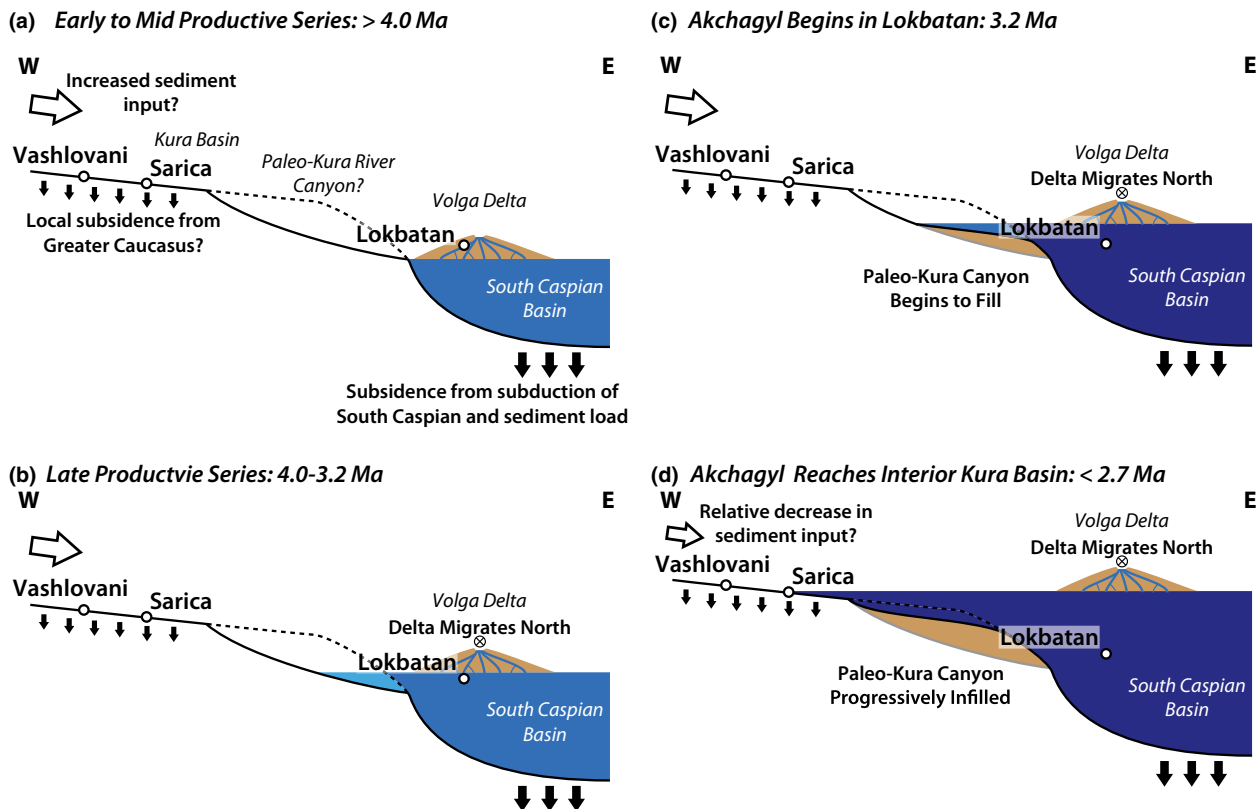 (a) Early to Mid Productive Series: > 4.0 Ma
W
E
Increased sediment
input?
Kura Basin
Vashlovani
Sarica
Paleo-Kura River
Canyon?
Volga Delta
Local subsidence from
Greater Caucasus?
Lokbatan
South Caspian
Basin
Subsidence from subduction of
South Caspian and sediment load
(b) Late Productvie Series: 4.0-3.2 Ma
W
E
Vashlovani
Sarica
Volga Delta
Delta Migrates North
Lokbatan
South Caspian
Basin
(c) Akchagyl Begins in Lokbatan: 3.2 Ma
W
E
Vashlovani
Sarica
Volga Delta
Delta Migrates North
Lokbatan
Paleo-Kura Canyon
Begins to Fill
South Caspian
Basin
(d) Akchagyl Reaches Interior Kura Basin: < 2.7 Ma
W
E
Relative decrease in
sediment input?
Volga Delta
Delta Migrates North
Vashlovani
Sarica
Lokbatan
Paleo-Kura Canyon
Progressively Infilled
South Caspian
Basin